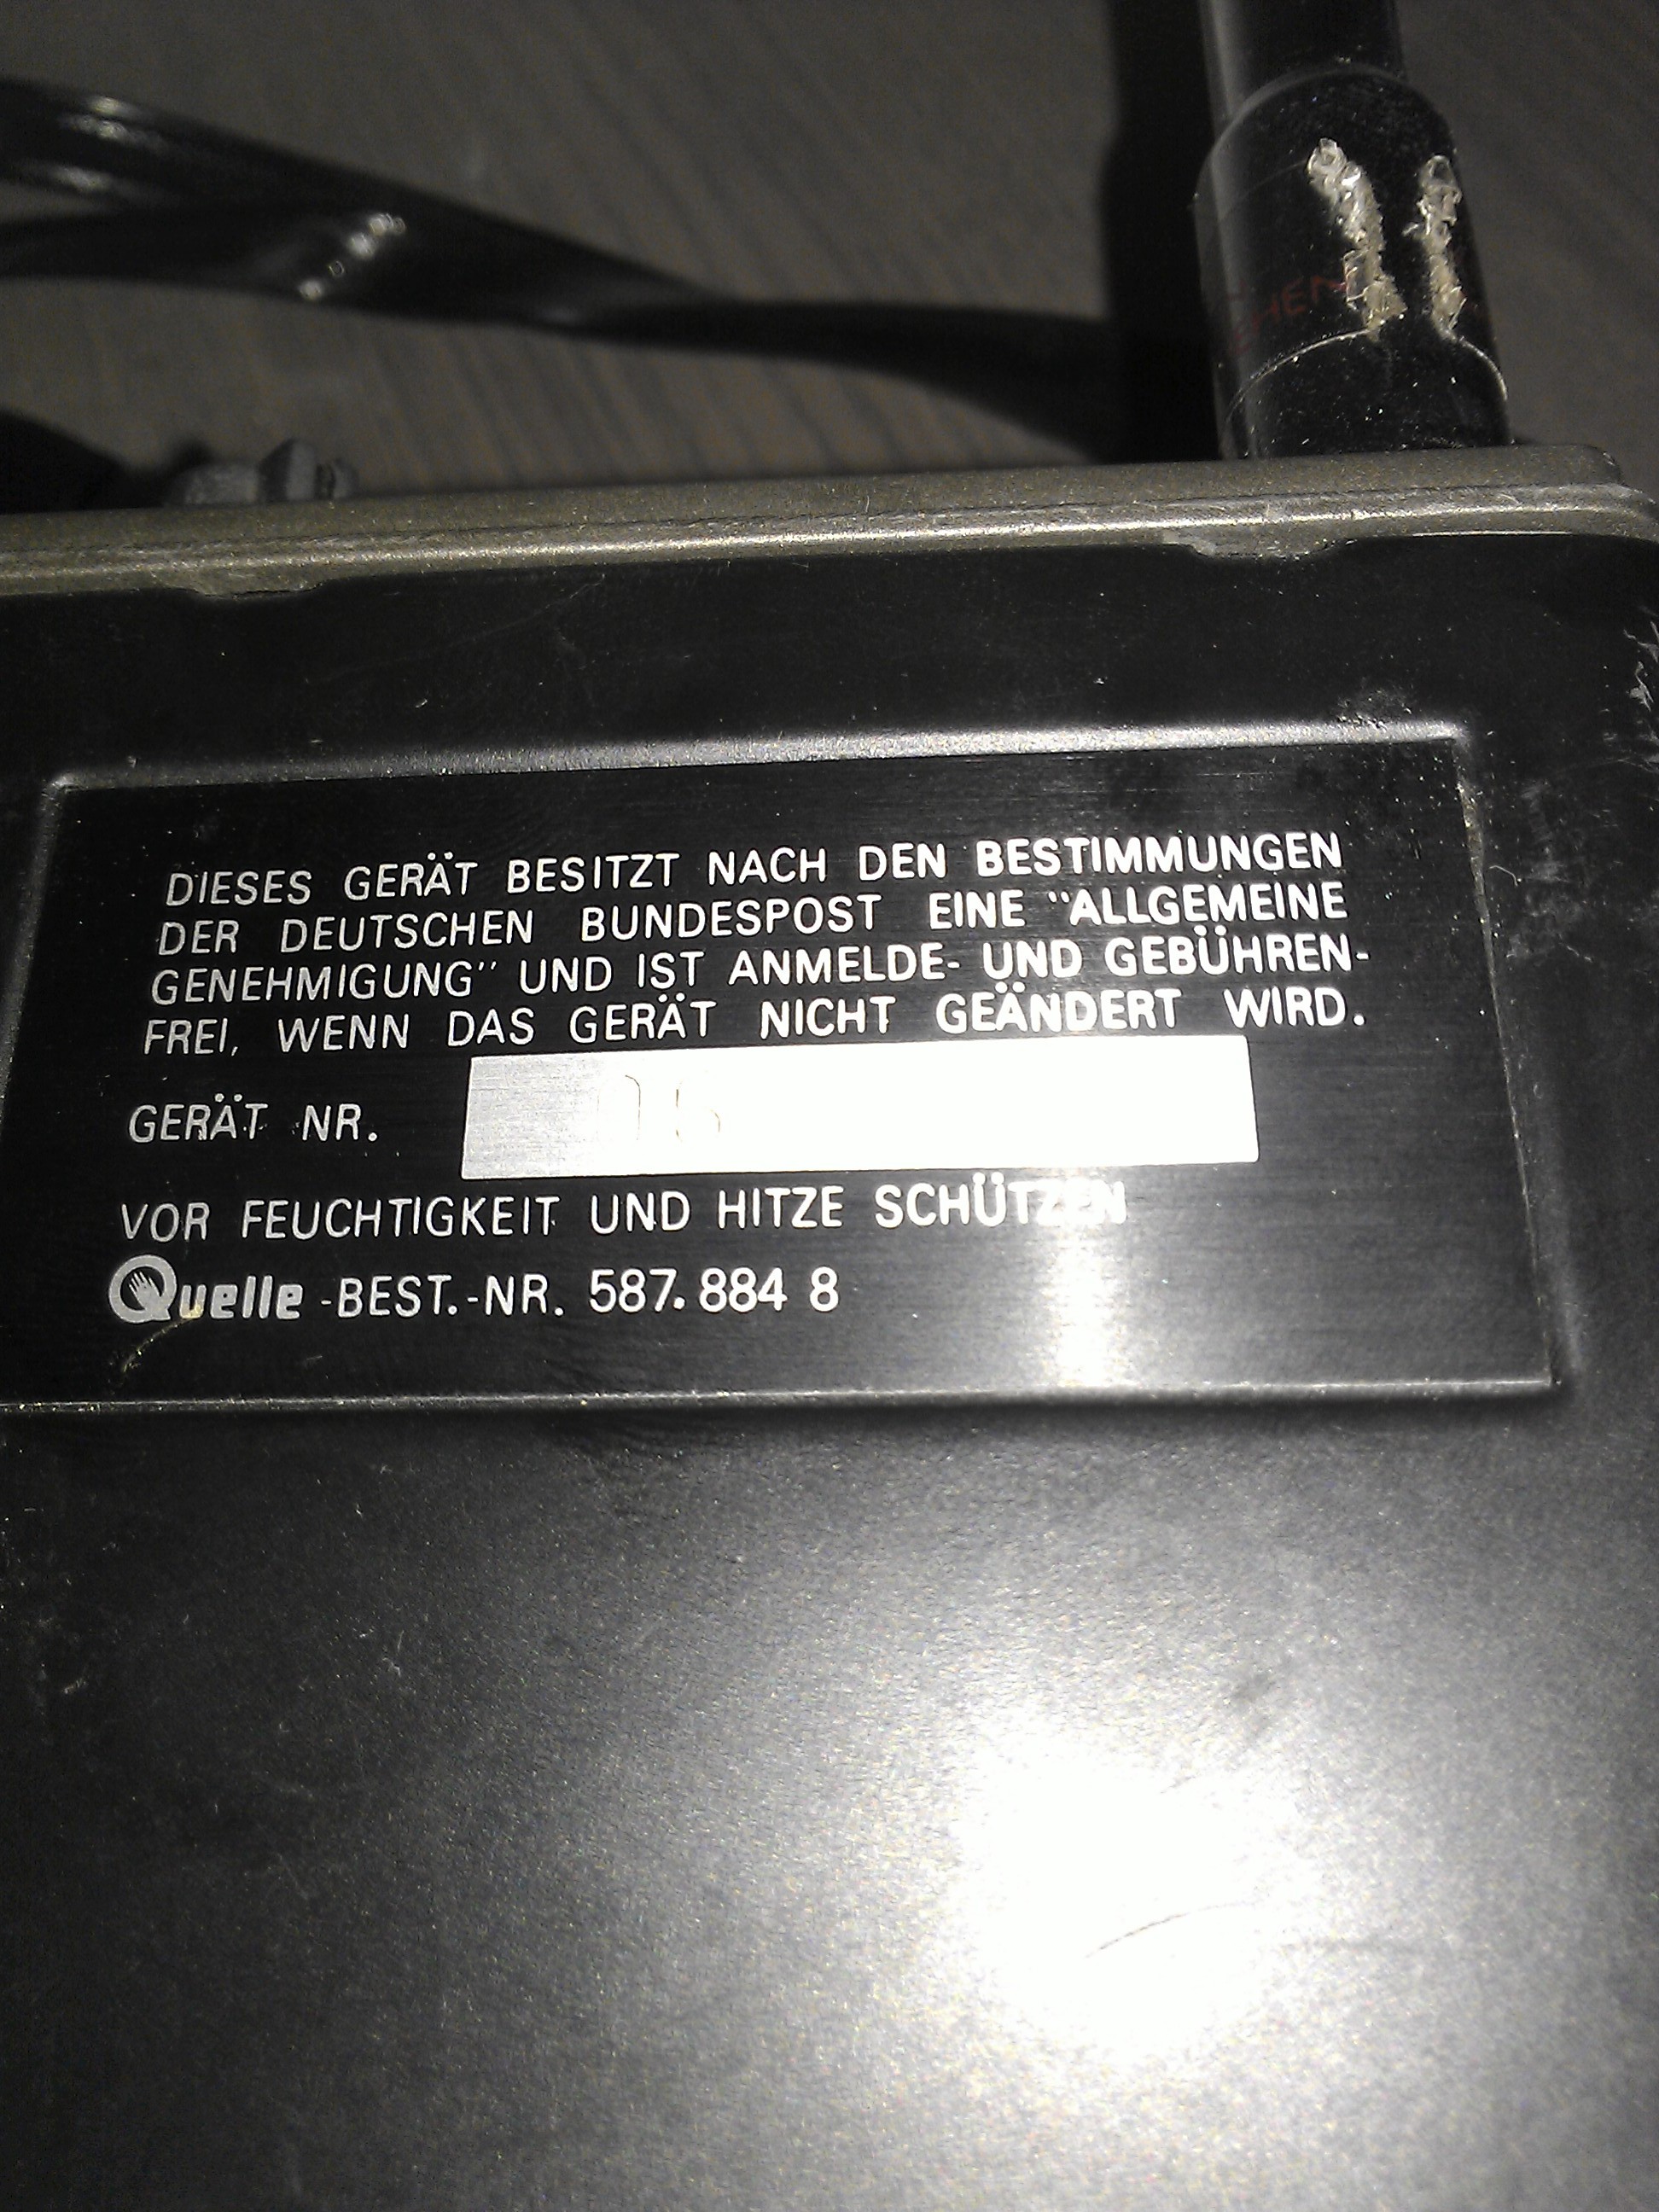 DIESES GERÄT BESITZT NACH DEN BESTIMMUNGEN
DER DEUTSCHEN BUNDESPOST EINE "ALLGEMEINE
GENEHMIGUNG" UND IST ANMELDE- UND GEBÜHREN-
FREI, WENN DAS GERÄT NICHT GEÄNDERT WIRD.
GERÄT NR.
VOR FEUCHTIGKEIT UND HITZE SCHÜTZEN
Quelle -BEST.-NR. 587.884 8